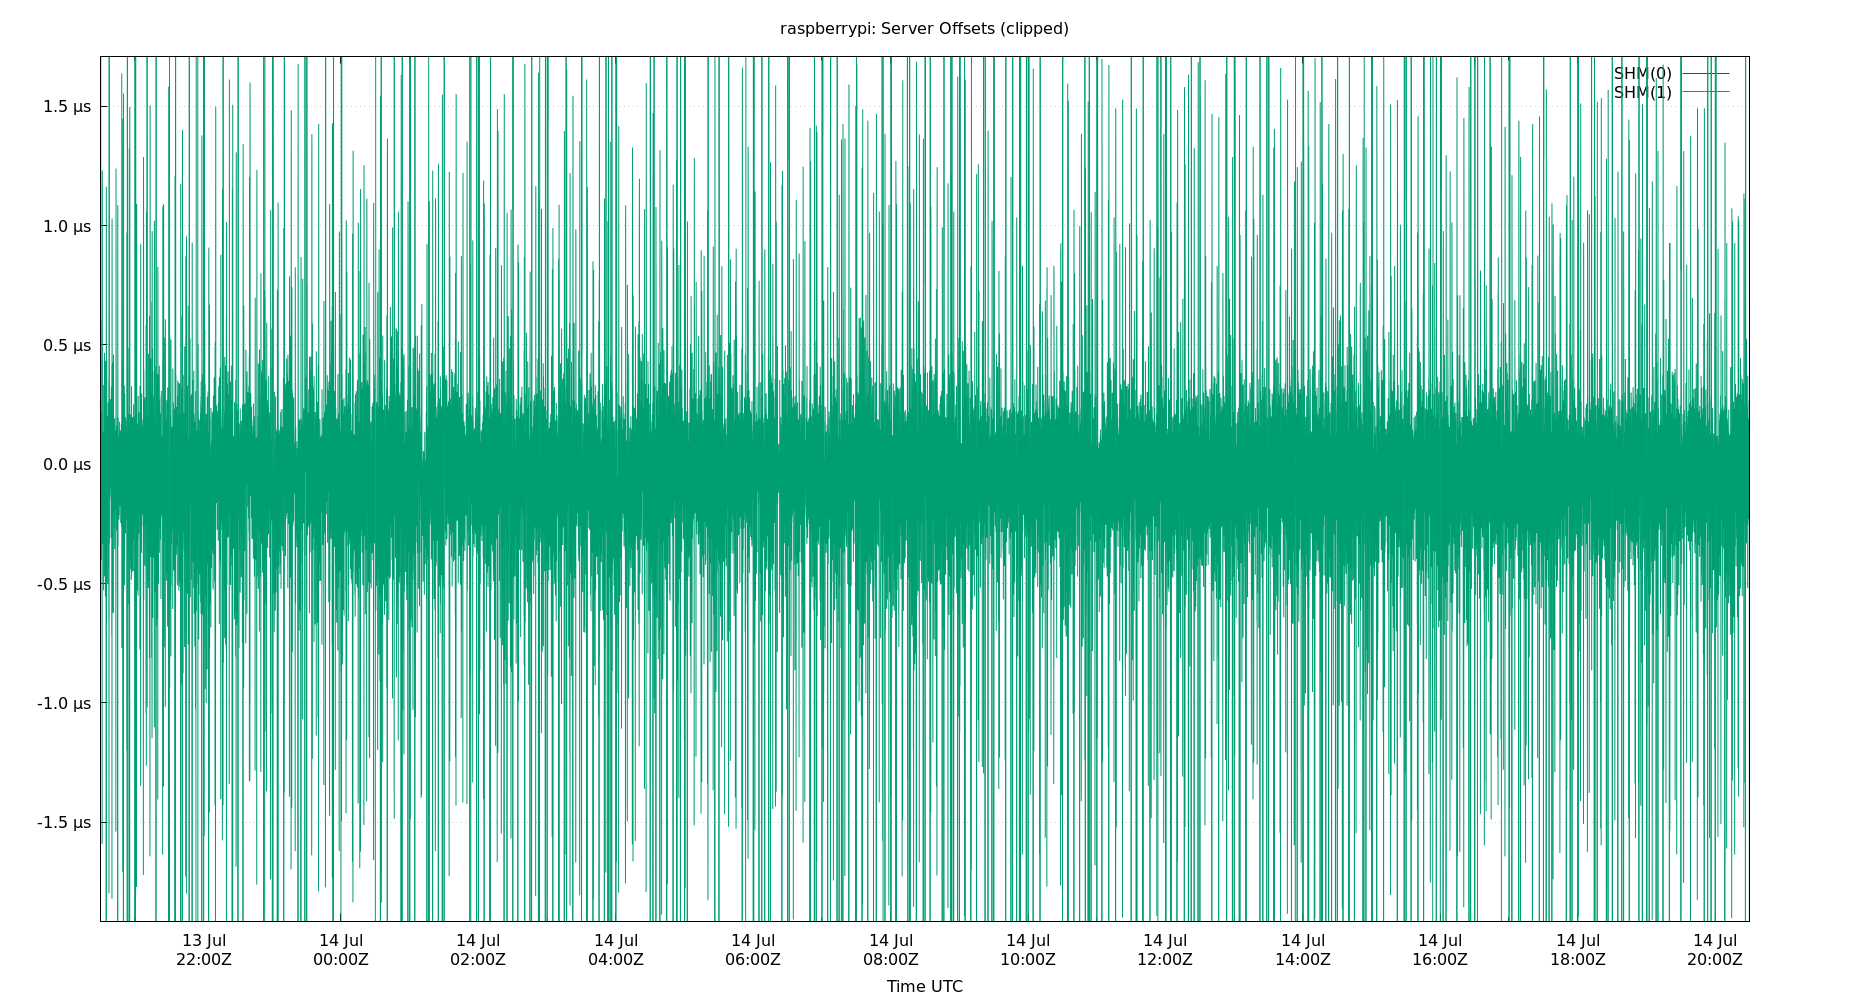 raspberrypi: Server Offsets (clipped)
SHM(0)
SHM(1)
1.5 µs
1.0 µs
0.5 µs
0.0 µs
-0.5 µs
-1.0 µs
-1.5 µs
13 Jul 14 Jul 14 Jul 14 Jul 14 Jul 14 Jul 14 Jul 14 Jul 14 Jul 14 Jul 14 Jul 14 Jul
22:00Z 00:00Z 02:00Z 04:00Z 06:00Z 08:00Z 10:00Z 12:00Z 14:00Z 16:00Z 18:00Z 20:00Z
Time UTC